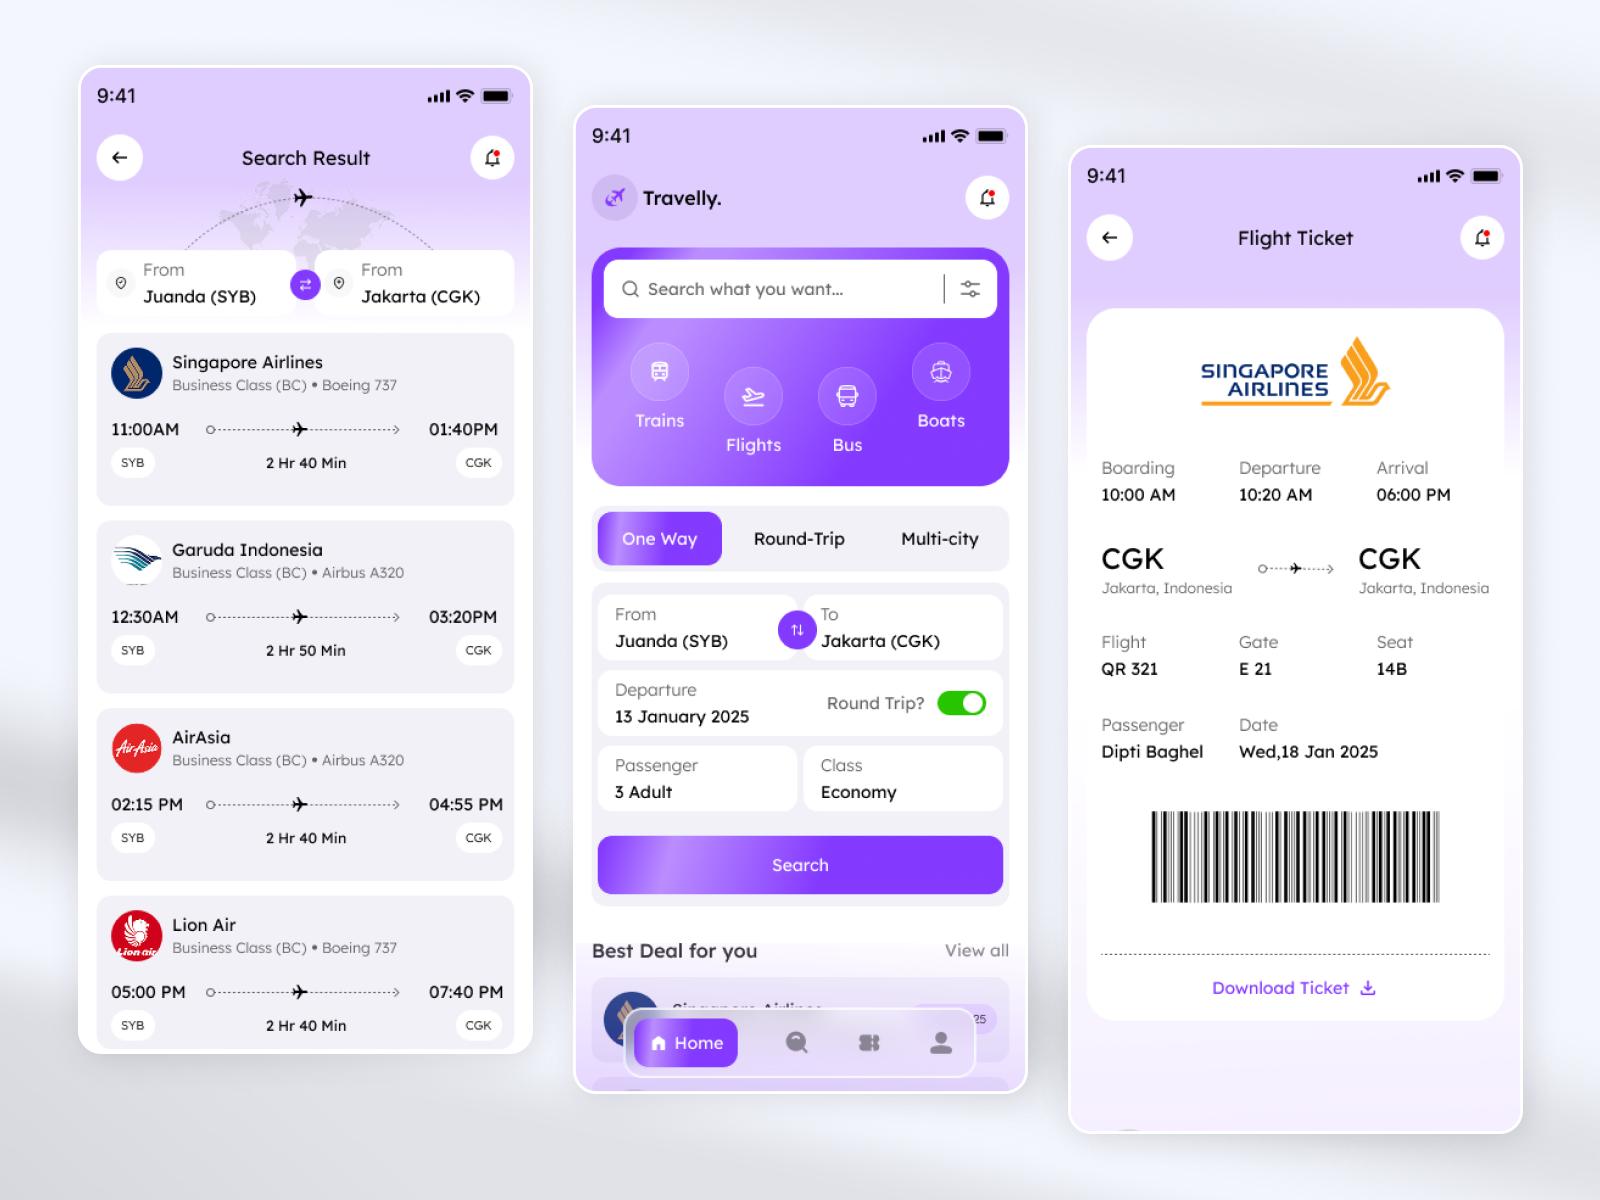 9:41
Search Result
From
Juanda (SYB)
From
Jakarta (CGK)
Singapore Airlines
Business Class (BC) • Boeing 737
11:00AM
01:40PM
SYB
2 Hr 40 Min
CGK
Garuda Indonesia
Business Class (BC) • Airbus A320
12:30AM
03:20PM
SYB
2 Hr 50 Min
CGK
AirAsia
AirAsia
Business Class (BC) • Airbus A320
02:15 PM
04:55 PM
SYB
2 Hr 40 Min
CGK
Lion Air
Lion air
Business Class (BC) • Boeing 737
05:00 PM
07:40 PM
SYB
2 Hr 40 Min
CGK
9:41
Travelly.
Search what you want...
Trains
Flights
Bus
Boats
One Way
Round-Trip
Multi-city
From
Juanda (SYB)
To
Jakarta (CGK)
Departure
13 January 2025
Round Trip?
Passenger
3 Adult
Class
Economy
Search
Best Deal for you
View all
Singapore Airlines
25
Home
9:41
Flight Ticket
SINGAPORE
AIRLINES
Boarding
10:00 AM
Departure
10:20 AM
Arrival
06:00 PM
CGK
Jakarta, Indonesia
CGK
Jakarta, Indonesia
Flight
QR 321
Gate
E 21
Seat
14B
Passenger
Dipti Baghel
Date
Wed,18 Jan 2025
Download Ticket